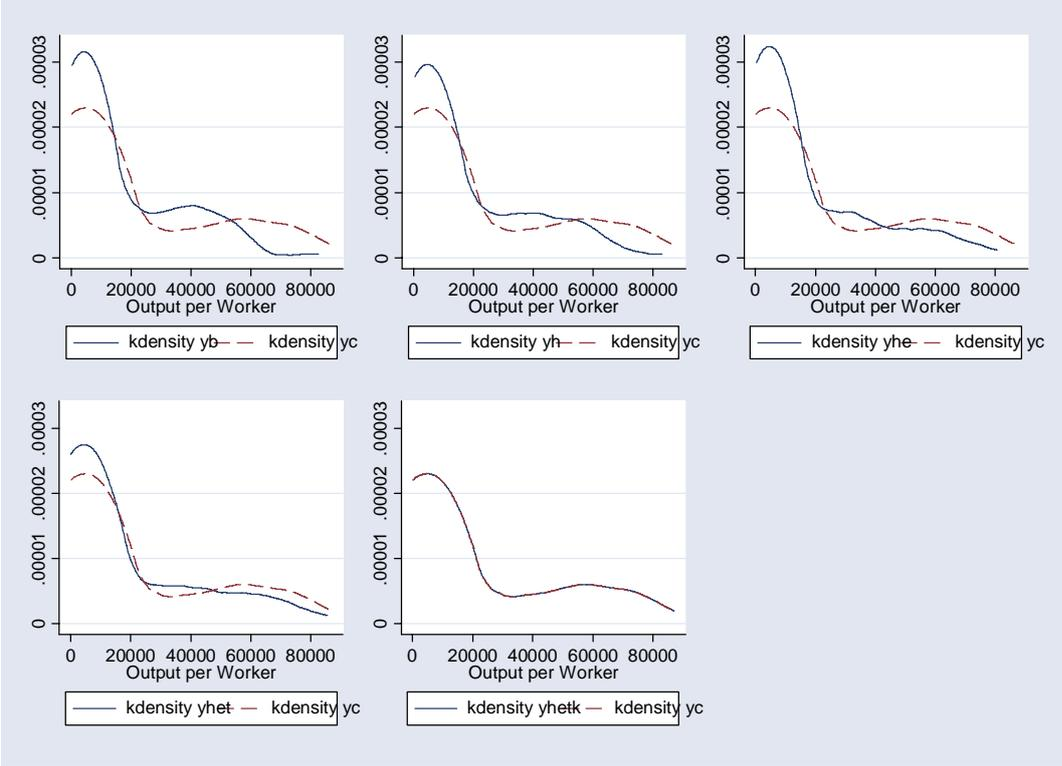 .00003
.00002
.00001
0
0 20000 40000 60000 80000
Output per Worker
kdensity yb kdensity yc
.00003
.00002
.00001
0
0 20000 40000 60000 80000
Output per Worker
kdensity yh kdensity yc
.00003
.00002
.00001
0
0 20000 40000 60000 80000
Output per Worker
kdensity yhe kdensity yc
.00003
.00002
.00001
0
0 20000 40000 60000 80000
Output per Worker
kdensity yhet kdensity yc
.00003
.00002
.00001
0
0 20000 40000 60000 80000
Output per Worker
kdensity yhetk kdensity yc